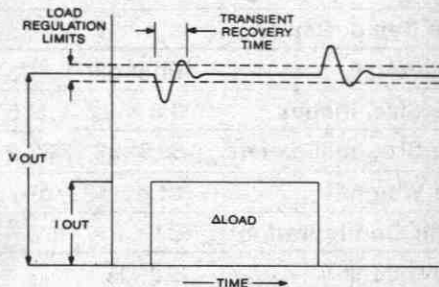 LOAD
REGULATION
LIMITS
TRANSIENT
RECOVERY
TIME
V OUT
I OUT
ΔLOAD
TIME